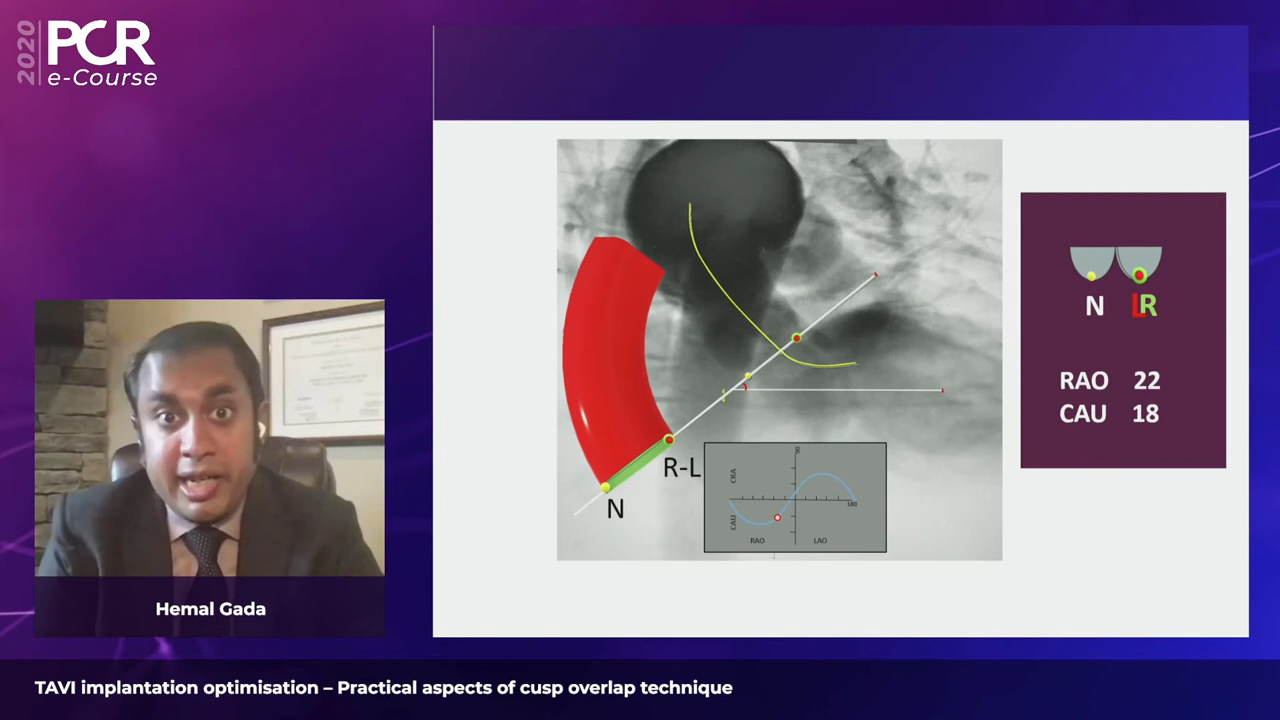 2020
PCR
e-Course
N
R-L
CRA
CAU
90
180
RAO
LAO
N
LR
RAO 22
CAU 18
Hemal Gada
TAVI implantation optimisation – Practical aspects of cusp overlap technique